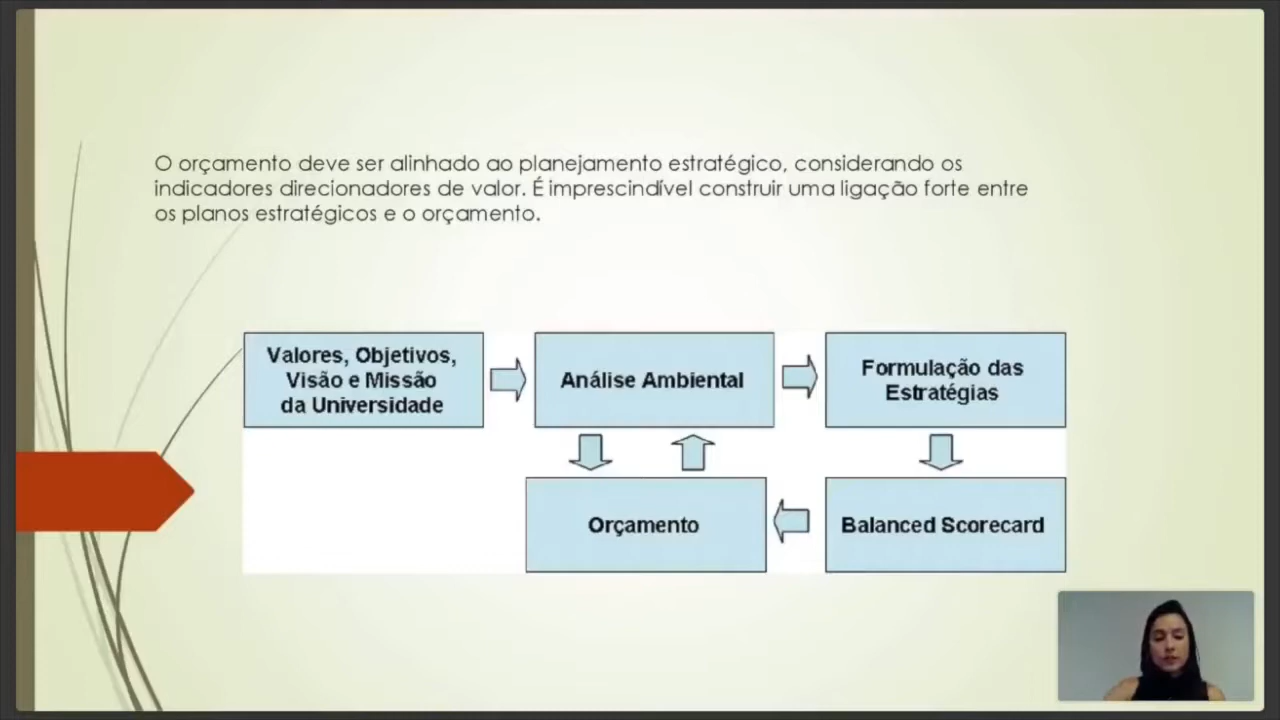 O orçamento deve ser alinhado ao planejamento estratégico, considerando os
indicadores direcionadores de valor. É imprescindível construir uma ligação forte entre
os planos estratégicos e o orçamento.
Valores, Objetivos,
Visão e Missão
da Universidade
Análise Ambiental
Formulação das
Estratégias
Orçamento
Balanced Scorecard